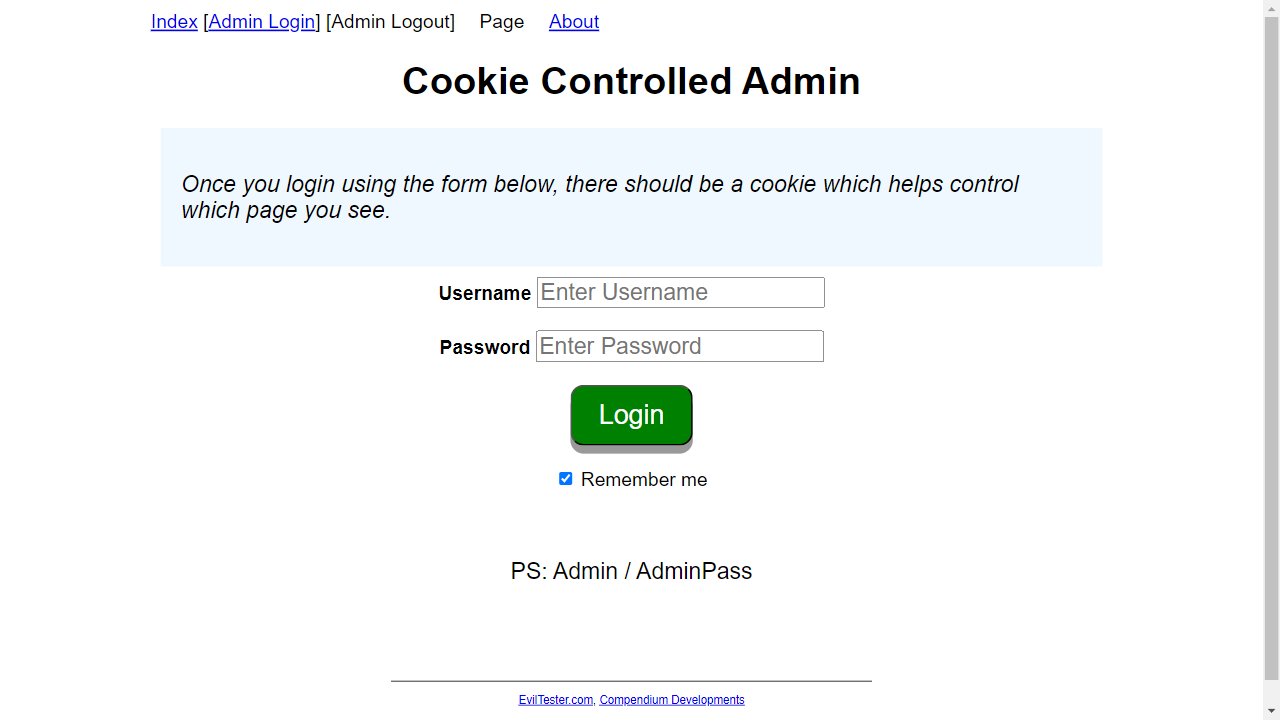 Index [Admin Login] [Admin Logout] Page About
Cookie Controlled Admin
Once you login using the form below, there should be a cookie which helps control
which page you see.
Username Enter Username
Password Enter Password
Login
Remember me
PS: Admin / AdminPass
EvilTester.com, Compendium Developments